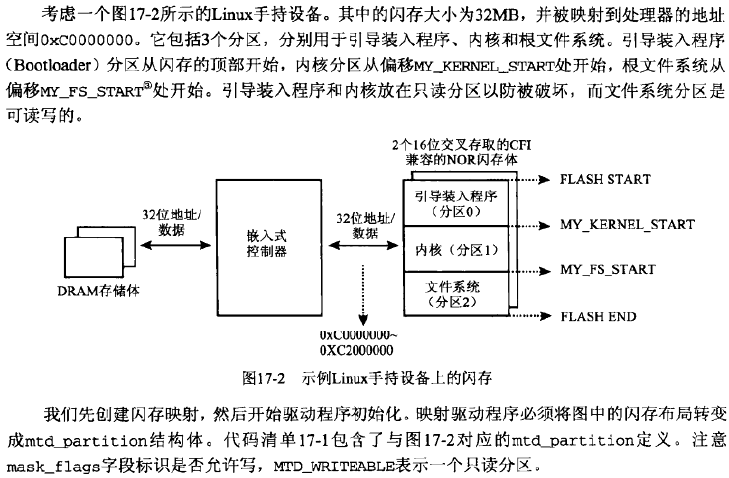 考虑一个图17-2所示的Linux手持设备。其中的闪存大小为32MB，并被映射到处理器的地址
空间0xC0000000。它包括3个分区，分别用于引导装入程序、内核和根文件系统。引导装入程序
（Bootloader）分区从闪存的顶部开始，内核分区从偏移MY_KERNEL_START处开始，根文件系统从
偏移MY_FS_START③处开始。引导装入程序和内核放在只读分区以防被破坏，而文件系统分区是
可读写的。
2个16位交叉存取的CFI
兼容的NOR闪存体
FLASH START
引导装入程序
（分区0）
32位地址/
数据
嵌入式
控制器
32位地址/
数据
MY_KERNEL_START
内核（分区1）
MY_FS_START
DRAM存储体
文件系统
（分区2）
FLASH END
0xC0000000~
0XC2000000
图17-2 示例Linux手持设备上的闪存
我们先创建闪存映射，然后开始驱动程序初始化。映射驱动程序必须将图中的闪存布局转变
成mtd_partition结构体。代码清单17-1包含了与图17-2对应的mtd_partition定义。注意
mask_flags字段标识是否允许写，MTD_WRITEABLE表示一个只读分区。